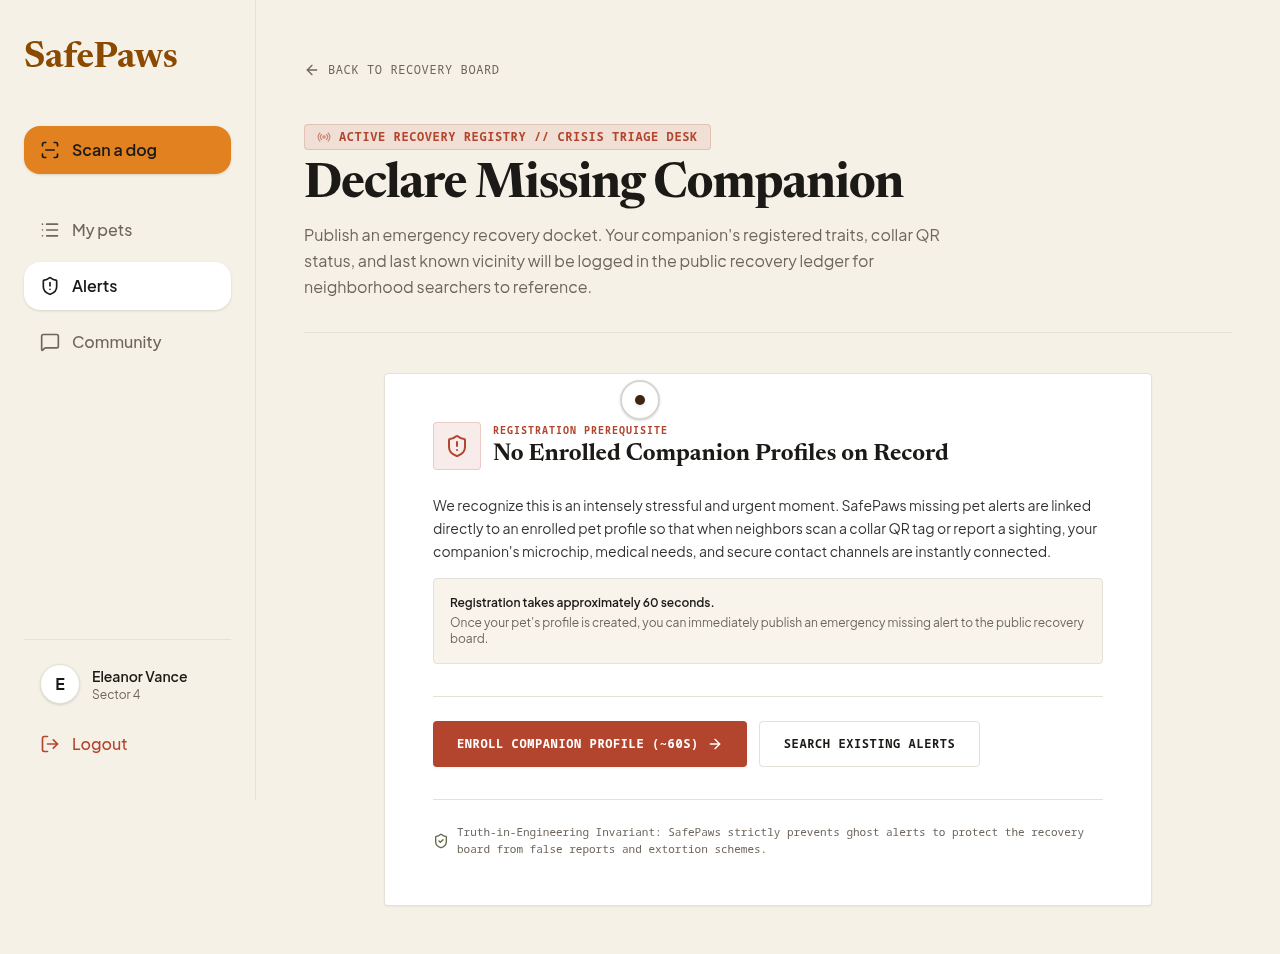 SafePaws
Scan a dog
My pets
Alerts
Community
Eleanor Vance
E
Sector 4
Logout
BACK TO RECOVERY BOARD
ACTIVE RECOVERY REGISTRY // CRISIS TRIAGE DESK
Declare Missing Companion
Publish an emergency recovery docket. Your companion's registered traits, collar QR
status, and last known vicinity will be logged in the public recovery ledger for
neighborhood searchers to reference.
REGISTRATION PREREQUISITE
No Enrolled Companion Profiles on Record
We recognize this is an intensely stressful and urgent moment. SafePaws missing pet alerts are linked
directly to an enrolled pet profile so that when neighbors scan a collar QR tag or report a sighting, your
companion's microchip, medical needs, and secure contact channels are instantly connected.
Registration takes approximately 60 seconds.
Once your pet's profile is created, you can immediately publish an emergency missing alert to the public recovery
board.
ENROLL COMPANION PROFILE (~60S)
SEARCH EXISTING ALERTS
Truth-in-Engineering Invariant: SafePaws strictly prevents ghost alerts to protect the recovery
board from false reports and extortion schemes.